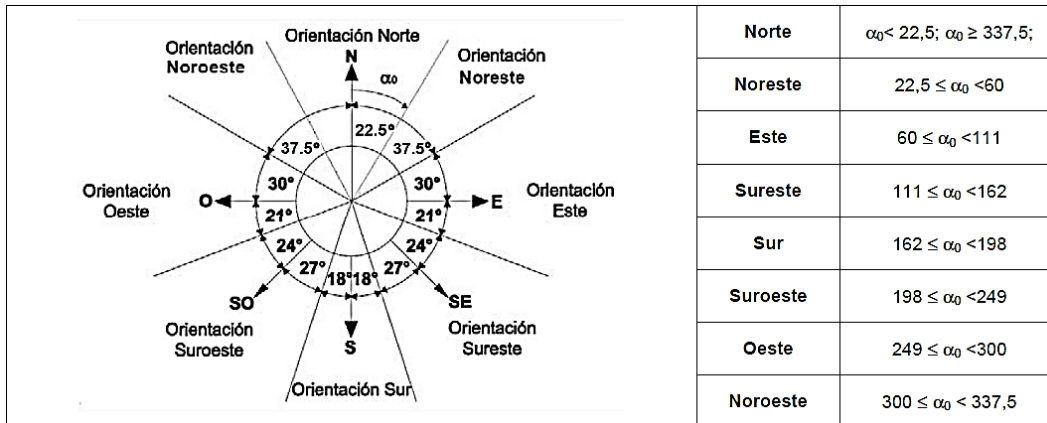 Orientación Norte
N
Orientación
Noroeste
Orientación
Noreste
α₀
22.5°
37.5°
37.5°
30°
30°
Orientación
Oeste
O
E
Orientación
Este
21°
21°
24°
24°
27°
18°
18°
27°
SO
SE
Orientación
Suroeste
S
Orientación
Sureste
Orientación Sur
Norte α₀< 22,5; α₀ ≥ 337,5;
Noreste 22,5 ≤ α₀ <60
Este 60 ≤ α₀ <111
Sureste 111 ≤ α₀ <162
Sur 162 ≤ α₀ <198
Suroeste 198 ≤ α₀ <249
Oeste 249 ≤ α₀ <300
Noroeste 300 ≤ α₀ < 337,5